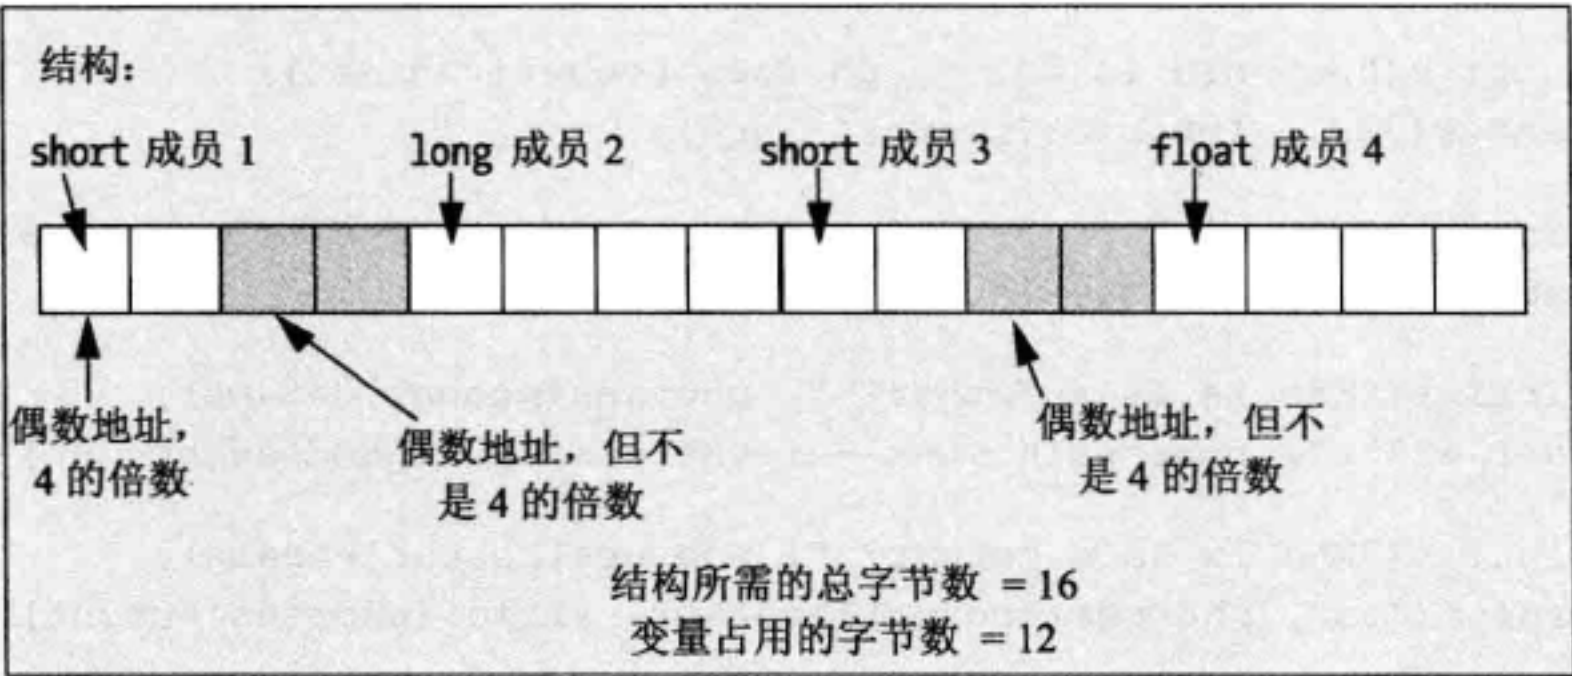 结构：
short 成员 1 long 成员 2 short 成员 3 float 成员 4
偶数地址，
4 的倍数
偶数地址，但不
是 4 的倍数
偶数地址，但不
是 4 的倍数
结构所需的总字节数 = 16
变量占用的字节数 = 12